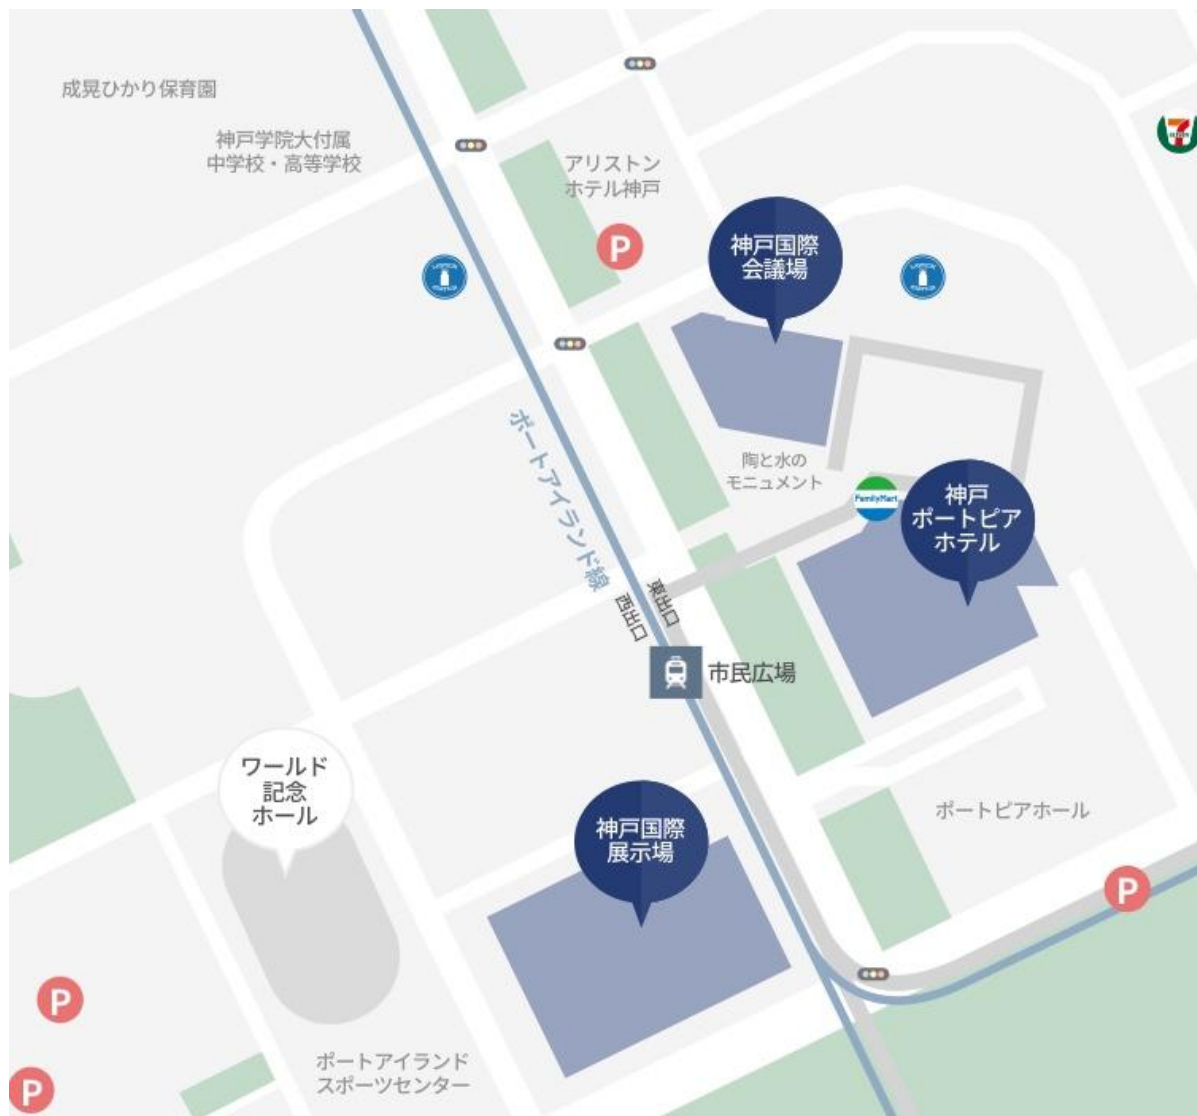 成晃ひかり保育園
神戸学院大付属
中学校・高等学校
アリストン
ホテル神戸
P
神戸国際
会議場
ポートアイランド線
陶と水の
モニュメント
FamilyMart
神戸
ポートピア
ホテル
東出口
西出口
市民広場
ワールド
記念
ホール
神戸国際
展示場
ポートピアホール
P
P
ポートアイランド
スポーツセンター
P